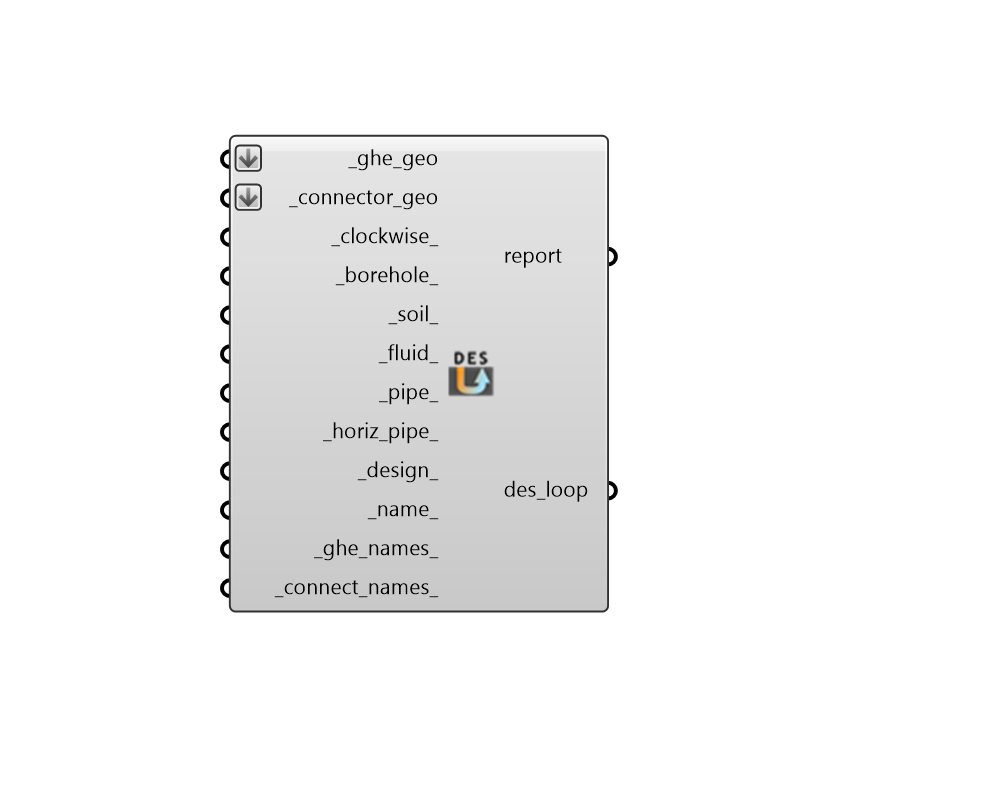 _ghe_geo
_connector_geo
_clockwise_
_borehole_
_soil_
_fluid_
_pipe_
_horiz_pipe_
_design_
_name_
_ghe_names_
_connect_names_
DES
report
des_loop